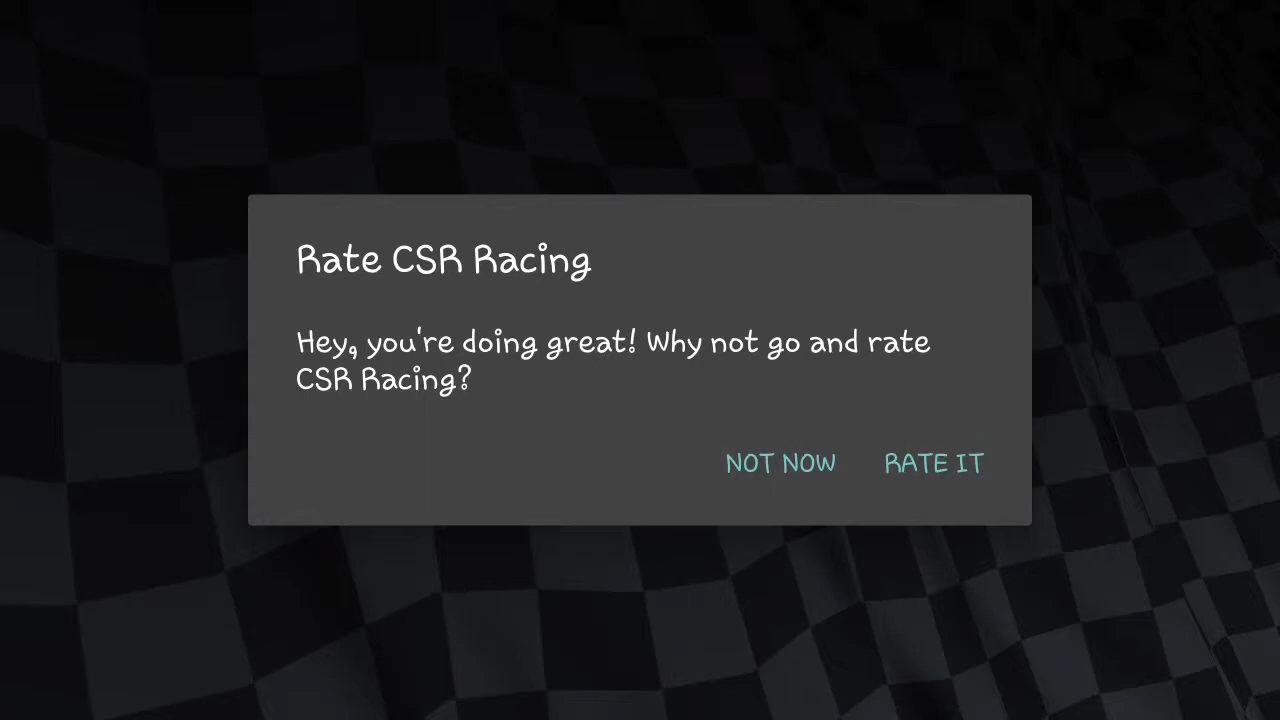 Rate CSR Racing
Hey, you're doing great! Why not go and rate
CSR Racing?
NOT NOW RATE IT